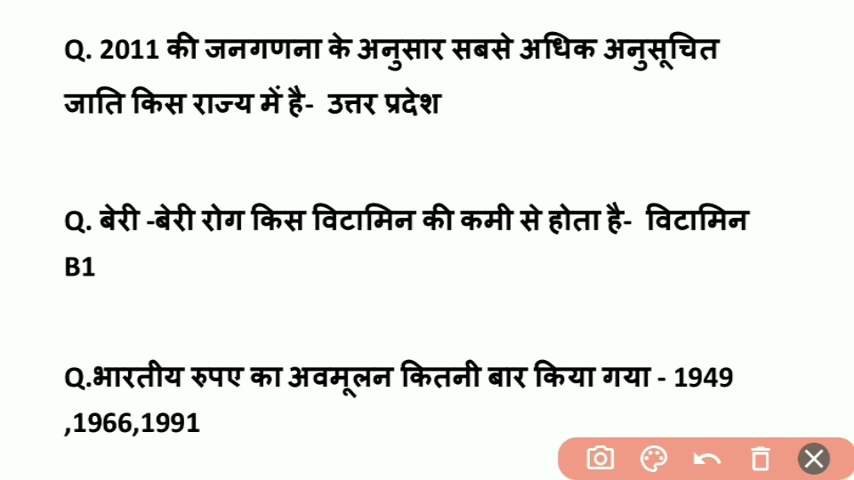 Q. 2011 की जनगणना के अनुसार सबसे अधिक अनुसूचित
जाति किस राज्य में है-  उत्तर प्रदेश
Q. बेरी -बेरी रोग किस विटामिन की कमी से होता है-  विटामिन
B1
Q.भारतीय रुपए का अवमूलन कितनी बार किया गया - 1949
,1966,1991